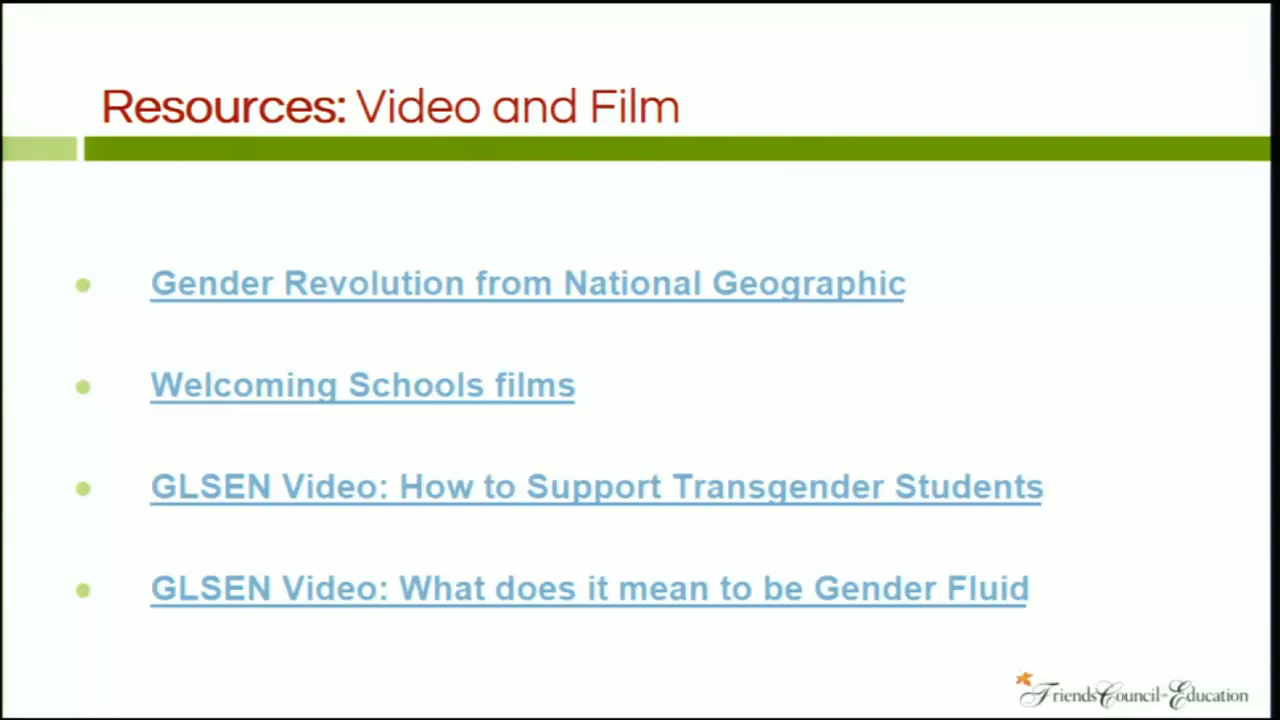 Resources: Video and Film
Gender Revolution from National Geographic
Welcoming Schools films
GLSEN Video: How to Support Transgender Students
GLSEN Video: What does it mean to be Gender Fluid
Friends Council on Education